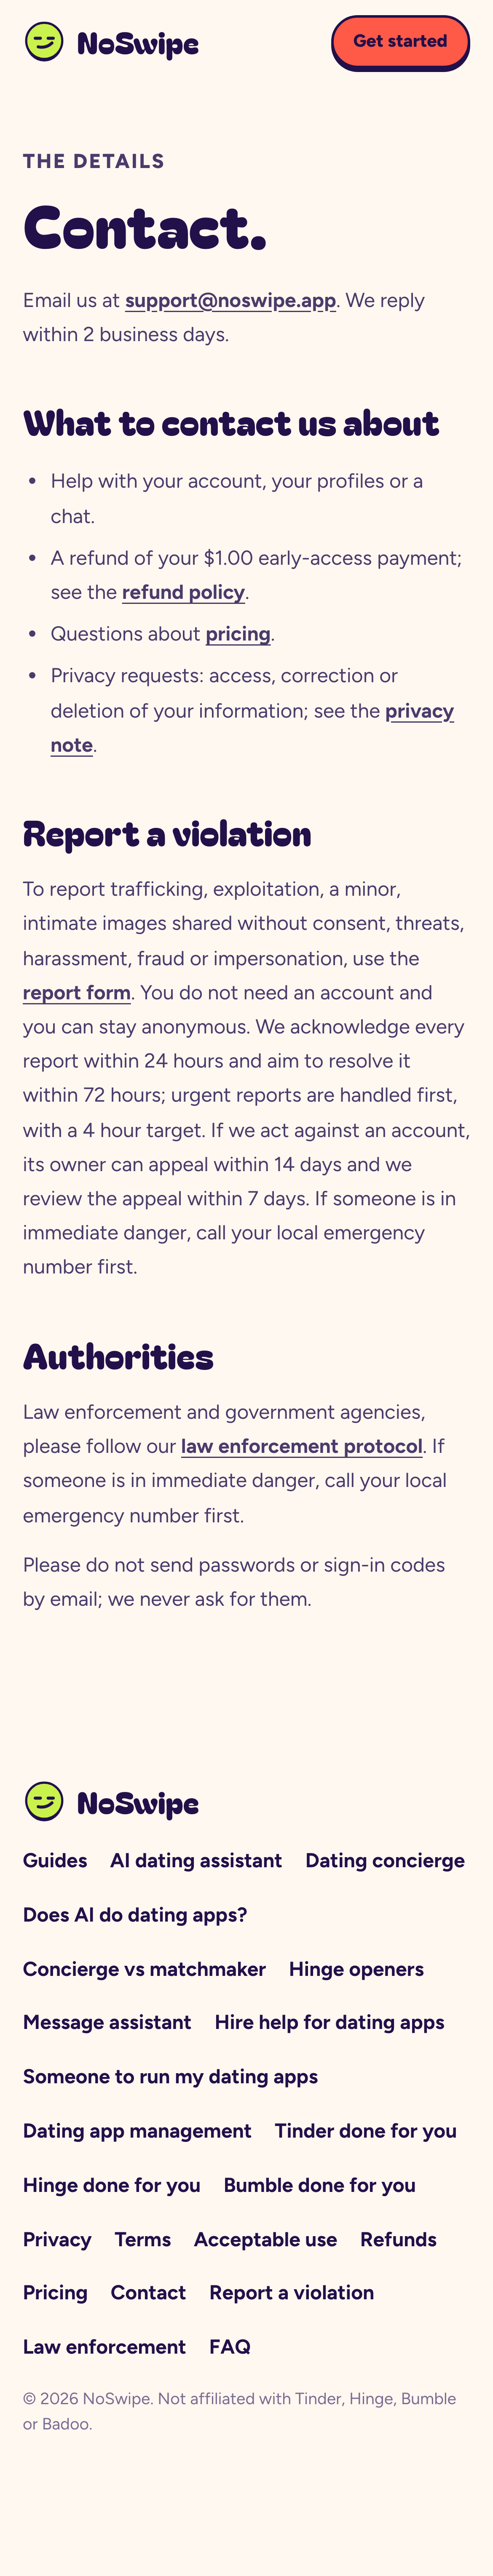 NoSwipe
Get started
THE DETAILS
Contact.
Email us at support@noswipe.app. We reply
within 2 business days.
What to contact us about
• Help with your account, your profiles or a
chat.
• A refund of your $1.00 early-access payment;
see the refund policy.
• Questions about pricing.
• Privacy requests: access, correction or
deletion of your information; see the privacy
note.
Report a violation
To report trafficking, exploitation, a minor,
intimate images shared without consent, threats,
harassment, fraud or impersonation, use the
report form. You do not need an account and
you can stay anonymous. We acknowledge every
report within 24 hours and aim to resolve it
within 72 hours; urgent reports are handled first,
with a 4 hour target. If we act against an account,
its owner can appeal within 14 days and we
review the appeal within 7 days. If someone is in
immediate danger, call your local emergency
number first.
Authorities
Law enforcement and government agencies,
please follow our law enforcement protocol. If
someone is in immediate danger, call your local
emergency number first.
Please do not send passwords or sign-in codes
by email; we never ask for them.
NoSwipe
Guides AI dating assistant Dating concierge
Does AI do dating apps?
Concierge vs matchmaker Hinge openers
Message assistant Hire help for dating apps
Someone to run my dating apps
Dating app management Tinder done for you
Hinge done for you Bumble done for you
Privacy Terms Acceptable use Refunds
Pricing Contact Report a violation
Law enforcement FAQ
© 2026 NoSwipe. Not affiliated with Tinder, Hinge, Bumble
or Badoo.